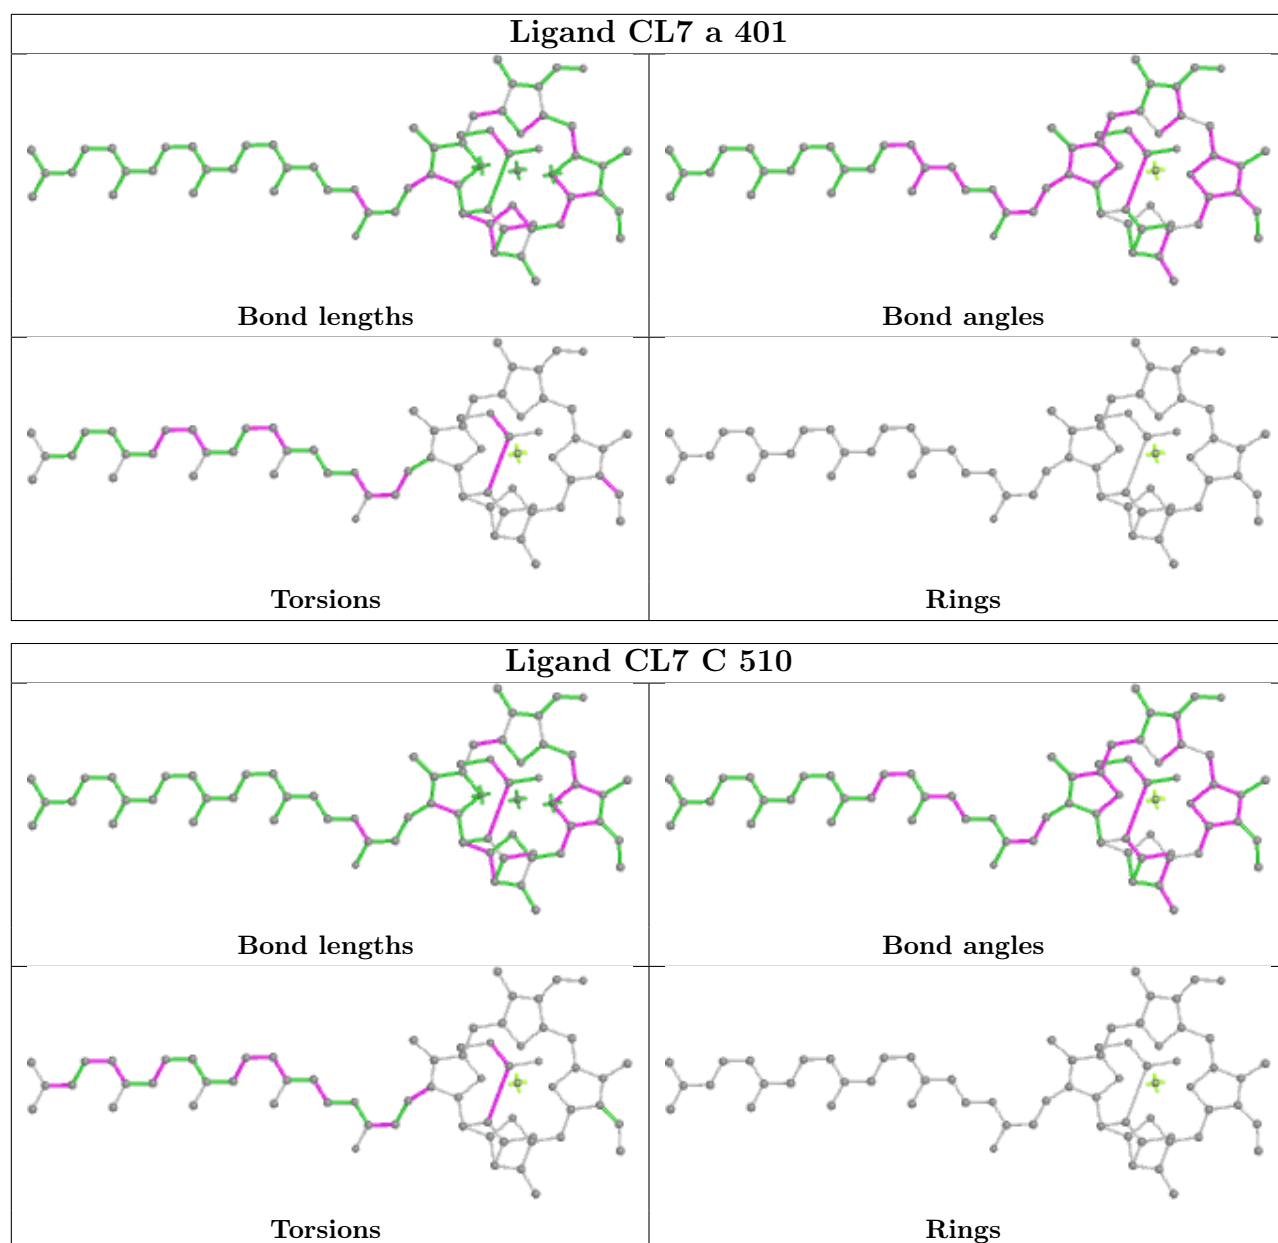 Ligand CL7 a 401
Bond lengths
Bond angles
Torsions
Rings
Ligand CL7 C 510
Bond lengths
Bond angles
Torsions
Rings